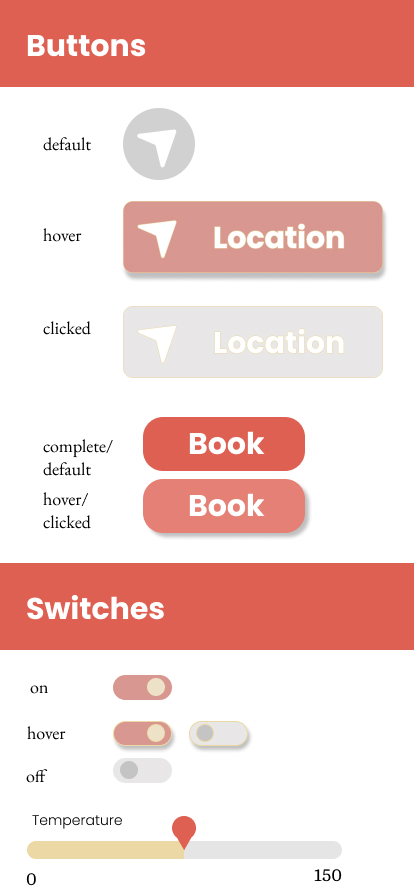 Buttons
default
hover
Location
clicked
Location
complete/
default
Book
hover/
clicked
Book
Switches
on
hover
off
Temperature
0
150